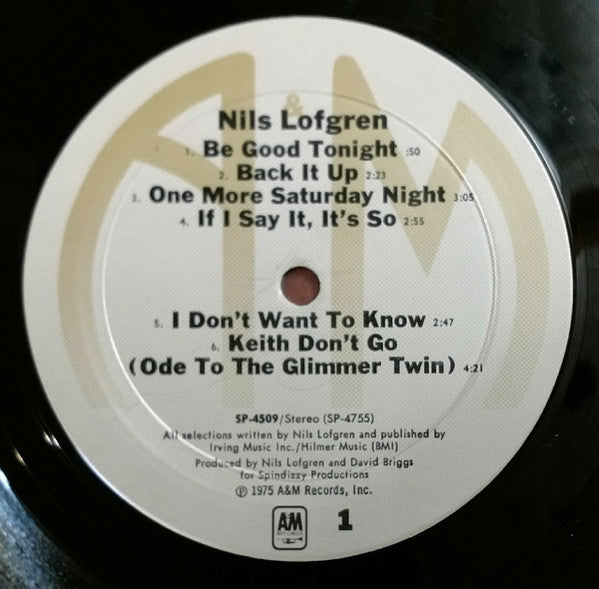 A&M
Nils Lofgren
1. Be Good Tonight :50
2. Back It Up 2:23
3. One More Saturday Night 3:05
4. If I Say It, It's So 2:55
5. I Don't Want To Know 2:47
6. Keith Don't Go
(Ode To The Glimmer Twin) 4:21
SP-4509/Stereo (SP-4755)
All selections written by Nils Lofgren and published by
Irving Music Inc./Hilmer Music (BMI)
Produced by Nils Lofgren and David Briggs
for Spindizzy Productions
℗ 1975 A&M Records, Inc.
AM
RECORDS
1